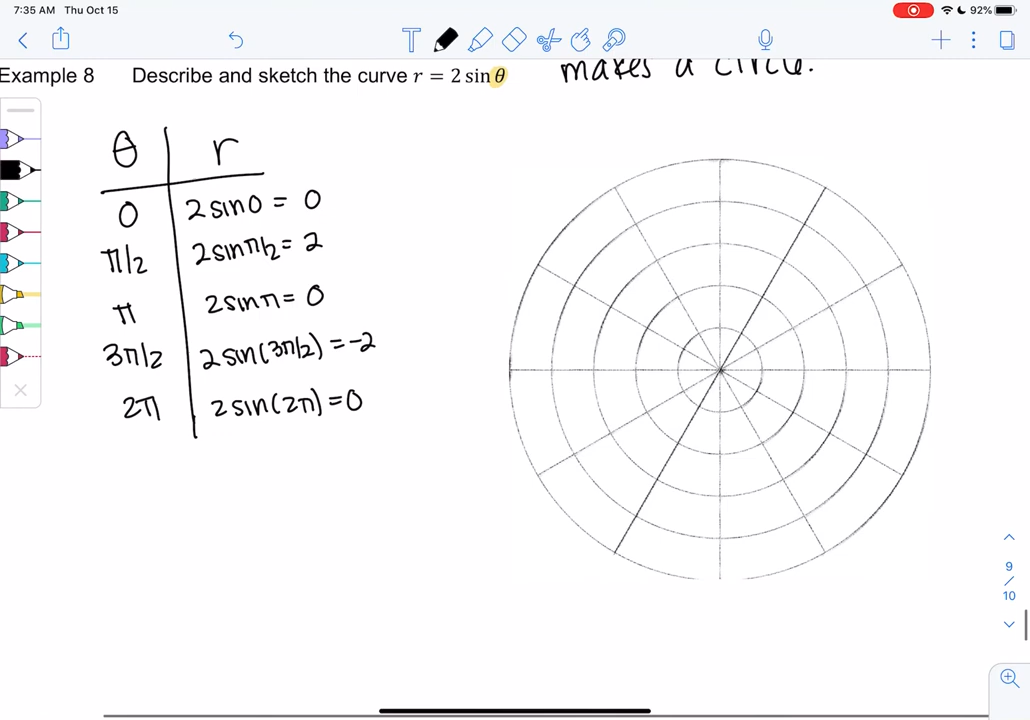 7:35 AM Thu Oct 15
92%
T
Example 8 Describe and sketch the curve r = 2 sin θ
makes a circle.
θ r
0 2sin0 = 0
π/2 2sinπ/2 = 2
π 2sinπ = 0
3π/2 2sin(3π/2) = -2
2π 2sin(2π) = 0
9
/
10